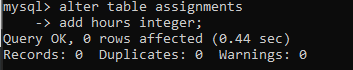 mysql> alter table assignments
    -> add hours integer;
Query OK, 0 rows affected (0.44 sec)
Records: 0  Duplicates: 0  Warnings: 0